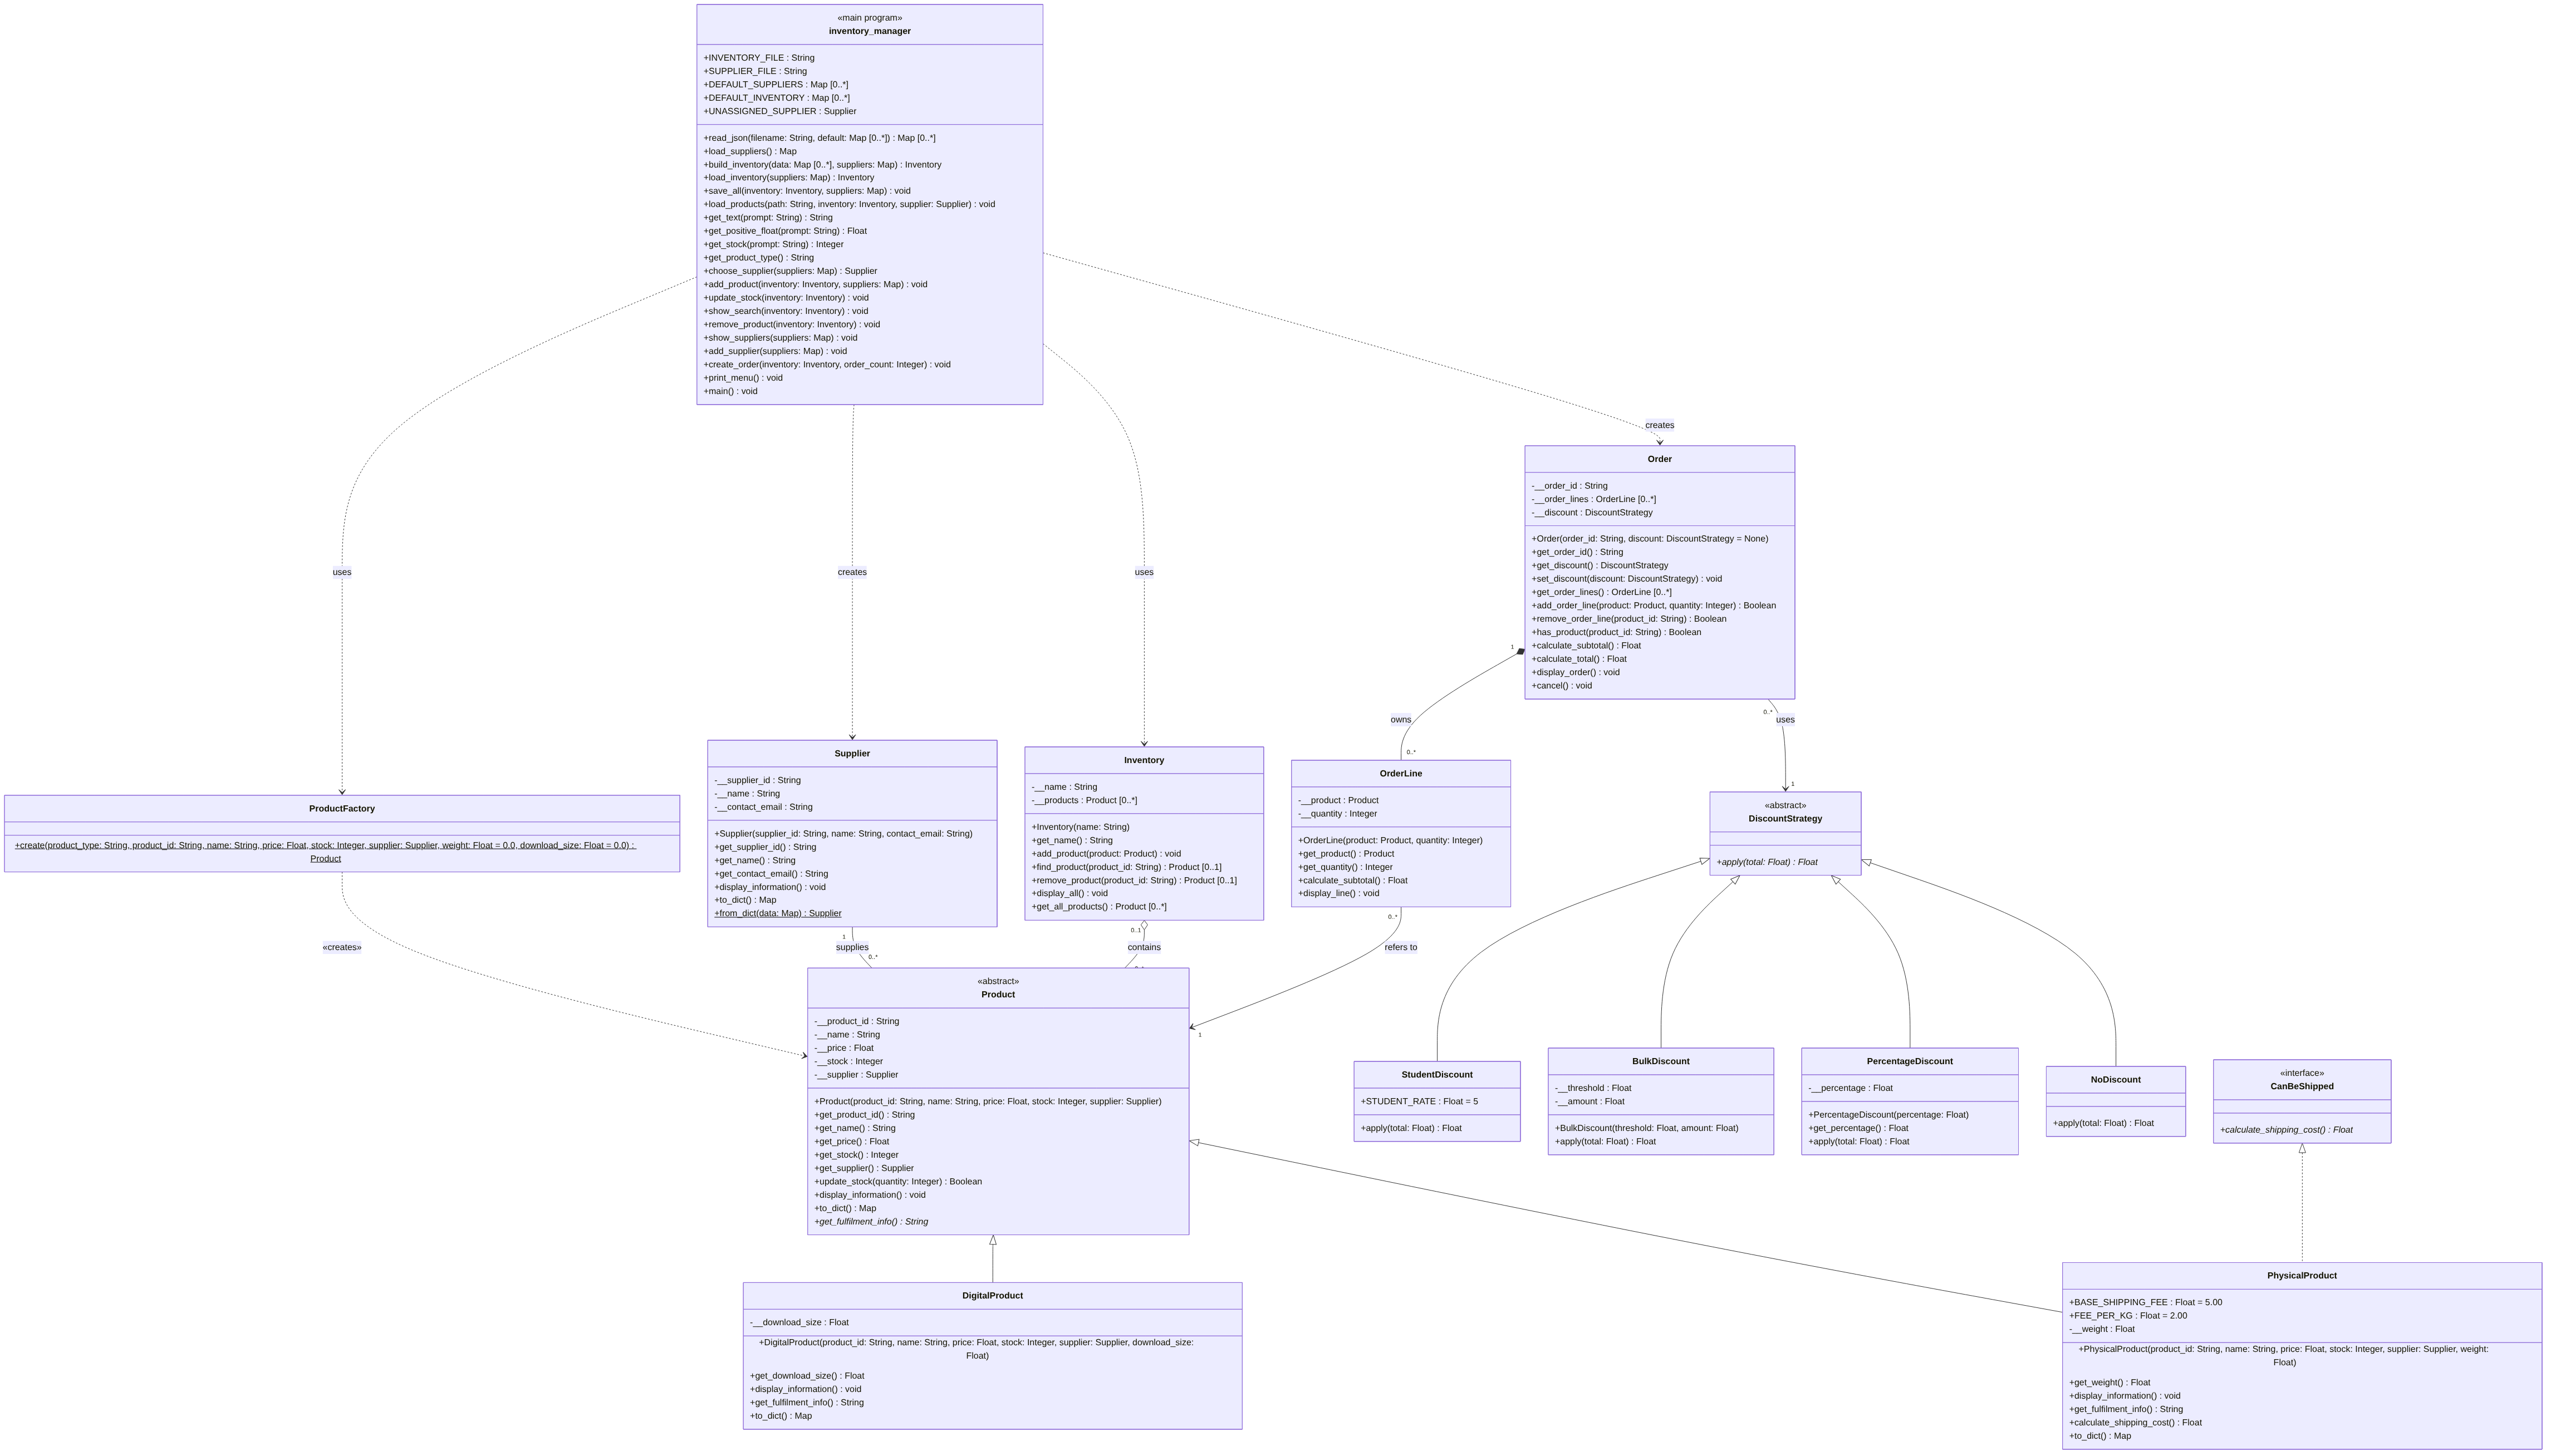 «main program»
inventory_manager
+INVENTORY_FILE : String
+SUPPLIER_FILE : String
+DEFAULT_SUPPLIERS : Map [0..*]
+DEFAULT_INVENTORY : Map [0..*]
+UNASSIGNED_SUPPLIER : Supplier
+read_json(filename: String, default: Map [0..*]) : Map [0..*]
+load_suppliers() : Map
+build_inventory(data: Map [0..*], suppliers: Map) : Inventory
+load_inventory(suppliers: Map) : Inventory
+save_all(inventory: Inventory, suppliers: Map) : void
+load_products(path: String, inventory: Inventory, supplier: Supplier) : void
+get_text(prompt: String) : String
+get_positive_float(prompt: String) : Float
+get_stock(prompt: String) : Integer
+get_product_type() : String
+choose_supplier(suppliers: Map) : Supplier
+add_product(inventory: Inventory, suppliers: Map) : void
+update_stock(inventory: Inventory) : void
+show_search(inventory: Inventory) : void
+remove_product(inventory: Inventory) : void
+show_suppliers(suppliers: Map) : void
+add_supplier(suppliers: Map) : void
+create_order(inventory: Inventory, order_count: Integer) : void
+print_menu() : void
+main() : void
uses
creates
uses
creates
Order
-__order_id : String
-__order_lines : OrderLine [0..*]
-__discount : DiscountStrategy
+Order(order_id: String, discount: DiscountStrategy = None)
+get_order_id() : String
+get_discount() : DiscountStrategy
+set_discount(discount: DiscountStrategy) : void
+get_order_lines() : OrderLine [0..*]
+add_order_line(product: Product, quantity: Integer) : Boolean
+remove_order_line(product_id: String) : Boolean
+has_product(product_id: String) : Boolean
+calculate_subtotal() : Float
+calculate_total() : Float
+display_order() : void
+cancel() : void
1
owns
0..*
0..*
uses
1
ProductFactory
+create(product_type: String, product_id: String, name: String, price: Float, stock: Integer, supplier: Supplier, weight: Float = 0.0, download_size: Float = 0.0) :
Product
Supplier
-__supplier_id : String
-__name : String
-__contact_email : String
+Supplier(supplier_id: String, name: String, contact_email: String)
+get_supplier_id() : String
+get_name() : String
+get_contact_email() : String
+display_information() : void
+to_dict() : Map
+from_dict(data: Map) : Supplier
Inventory
-__name : String
-__products : Product [0..*]
+Inventory(name: String)
+get_name() : String
+add_product(product: Product) : void
+find_product(product_id: String) : Product [0..1]
+remove_product(product_id: String) : Product [0..1]
+display_all() : void
+get_all_products() : Product [0..*]
OrderLine
-__product : Product
-__quantity : Integer
+OrderLine(product: Product, quantity: Integer)
+get_product() : Product
+get_quantity() : Integer
+calculate_subtotal() : Float
+display_line() : void
«abstract»
DiscountStrategy
+apply(total: Float) : Float
«creates»
1
supplies
0..*
0..1
contains
0..*
refers to
1
«abstract»
Product
-__product_id : String
-__name : String
-__price : Float
-__stock : Integer
-__supplier : Supplier
+Product(product_id: String, name: String, price: Float, stock: Integer, supplier: Supplier)
+get_product_id() : String
+get_name() : String
+get_price() : Float
+get_stock() : Integer
+get_supplier() : Supplier
+update_stock(quantity: Integer) : Boolean
+display_information() : void
+to_dict() : Map
+get_fulfilment_info() : String
StudentDiscount
+STUDENT_RATE : Float = 5
+apply(total: Float) : Float
BulkDiscount
-__threshold : Float
-__amount : Float
+BulkDiscount(threshold: Float, amount: Float)
+apply(total: Float) : Float
PercentageDiscount
-__percentage : Float
+PercentageDiscount(percentage: Float)
+get_percentage() : Float
+apply(total: Float) : Float
NoDiscount
+apply(total: Float) : Float
«interface»
CanBeShipped
+calculate_shipping_cost() : Float
DigitalProduct
-__download_size : Float
+DigitalProduct(product_id: String, name: String, price: Float, stock: Integer, supplier: Supplier, download_size:
Float)
+get_download_size() : Float
+display_information() : void
+get_fulfilment_info() : String
+to_dict() : Map
PhysicalProduct
+BASE_SHIPPING_FEE : Float = 5.00
+FEE_PER_KG : Float = 2.00
-__weight : Float
+PhysicalProduct(product_id: String, name: String, price: Float, stock: Integer, supplier: Supplier, weight:
Float)
+get_weight() : Float
+display_information() : void
+get_fulfilment_info() : String
+calculate_shipping_cost() : Float
+to_dict() : Map